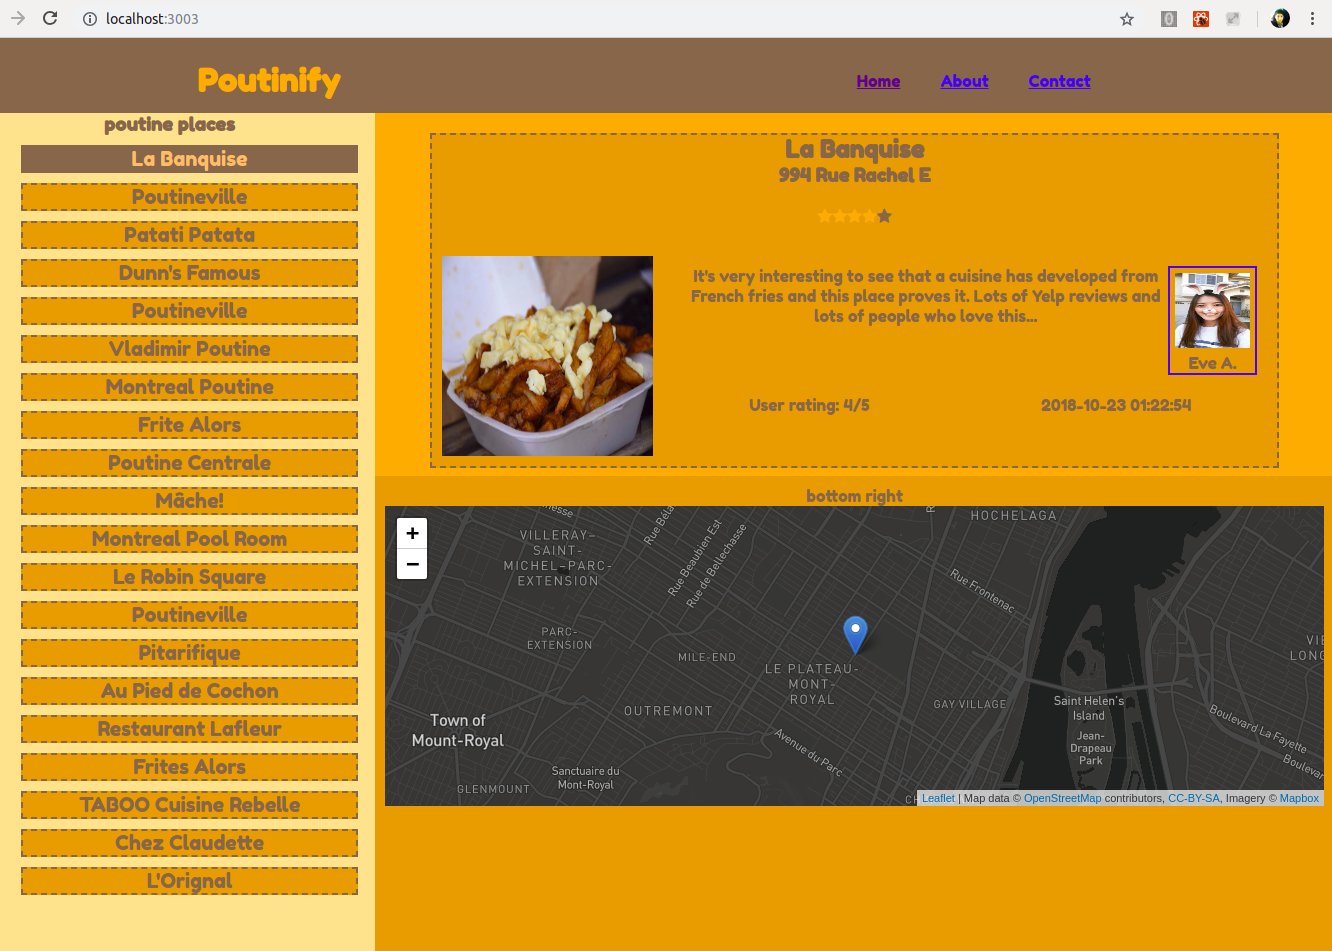 localhost:3003
Poutinify
Home
About
Contact
poutine places
La Banquise
Poutineville
Patati Patata
Dunn's Famous
Poutineville
Vladimir Poutine
Montreal Poutine
Frite Alors
Poutine Centrale
Mâche!
Montreal Pool Room
Le Robin Square
Poutineville
Pitarifique
Au Pied de Cochon
Restaurant Lafleur
Frites Alors
TABOO Cuisine Rebelle
Chez Claudette
L'Orignal
La Banquise
994 Rue Rachel E
It's very interesting to see that a cuisine has developed from
French fries and this place proves it. Lots of Yelp reviews and
lots of people who love this...
Eve A.
User rating: 4/5
2018-10-23 01:22:54
bottom right
+
−
VILLERAY–
SAINT-
MICHEL–PARC-
EXTENSION
Rue Béla
Rue Beaubien Est
Rue de Bellechasse
HOCHELAGA
Rue Frontenac
PARC-
EXTENSION
MILE-END
LE PLATEAU-
MONT-
ROYAL
OUTREMONT
GAY VILLAGE
Saint Helen's
Island
Jean-
Drapeau
Park
Town of
Mount-Royal
Avenue du Parc
Boulevard La Fayette
Sanctuaire du
Mont-Royal
GLENMOUNT
Leaflet | Map data © OpenStreetMap contributors, CC-BY-SA, Imagery © Mapbox